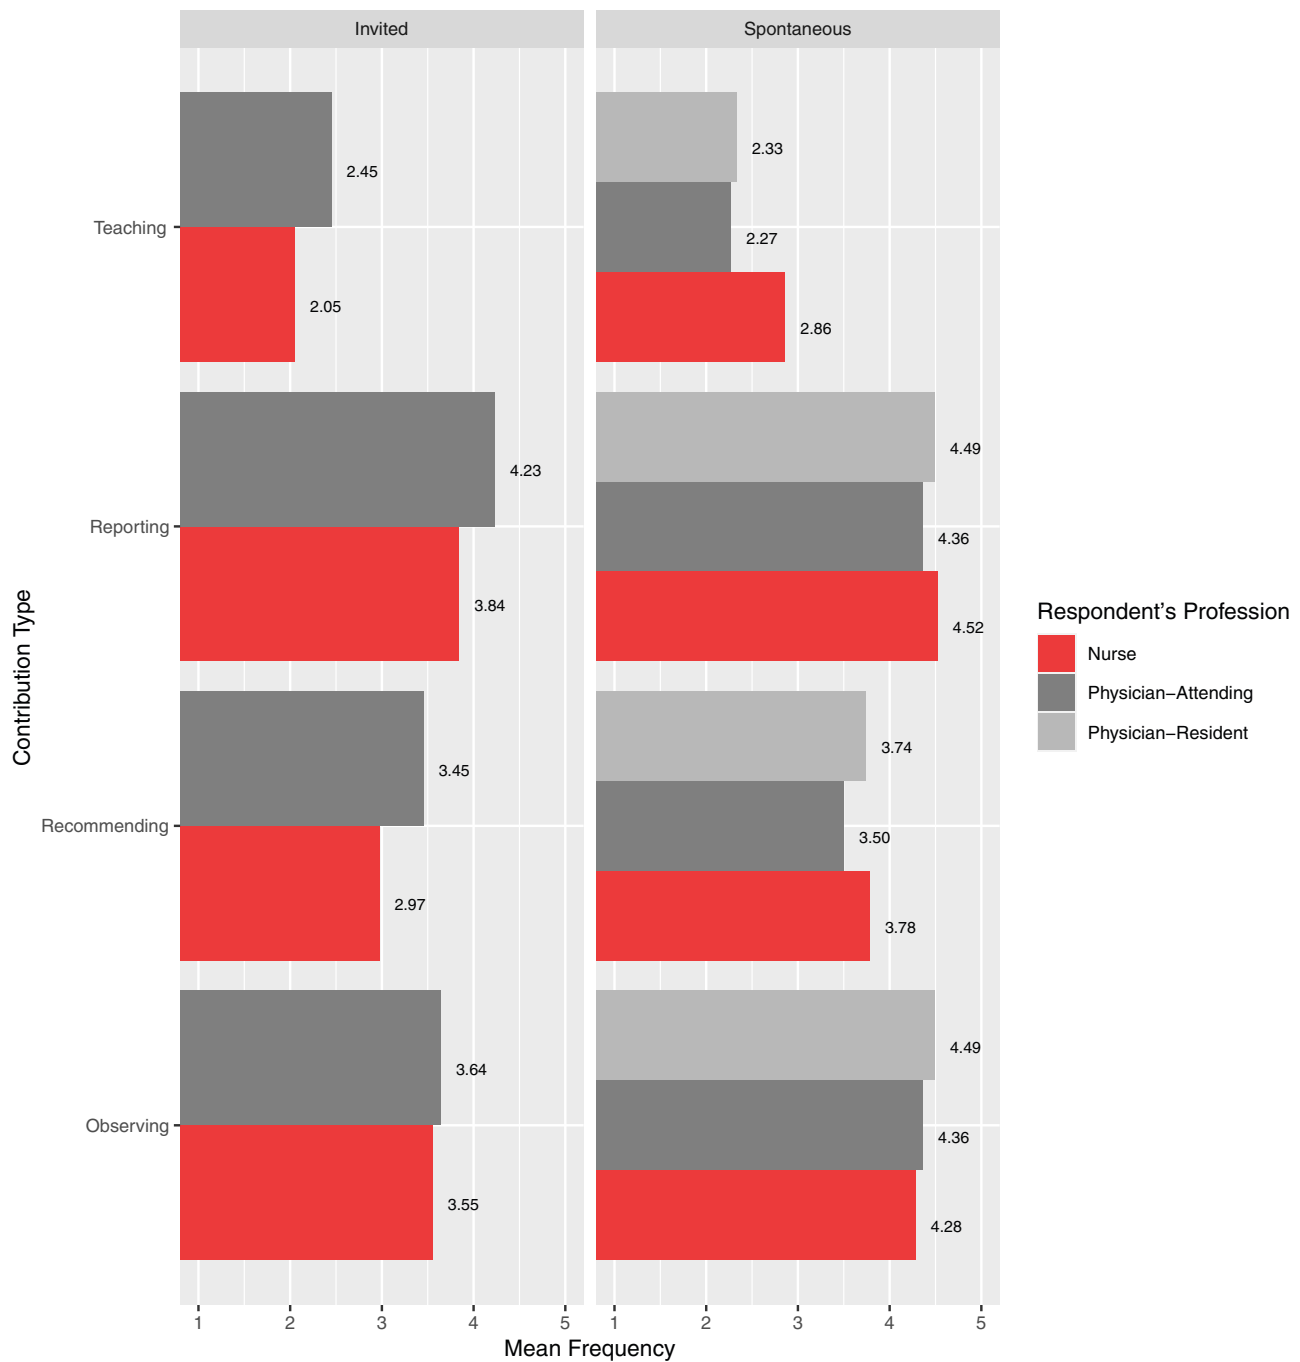 Invited
Spontaneous
Contribution Type
Teaching
Reporting
Recommending
Observing
2.45
2.05
4.23
3.84
3.45
2.97
3.64
3.55
2.33
2.27
2.86
4.49
4.36
4.52
3.74
3.50
3.78
4.49
4.36
4.28
1 2 3 4 5
1 2 3 4 5
Mean Frequency
Respondent's Profession
Nurse
Physician−Attending
Physician−Resident